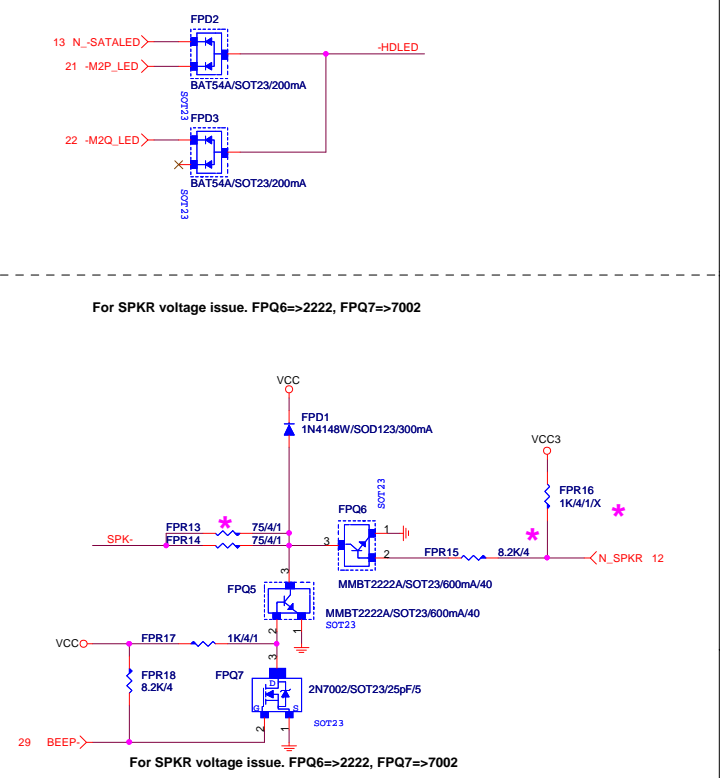 FPD2
13 N_-SATALED
-HDLED
21 -M2P_LED
BAT54A/SOT23/200mA
SOT23
FPD3
22 -M2Q_LED
BAT54A/SOT23/200mA
SOT23
For SPKR voltage issue. FPQ6=>2222, FPQ7=>7002
VCC
FPD1
1N4148W/SOD123/300mA
VCC3
SOT23
FPR16
1K/4/1/X
FPQ6
*
FPR13 * 75/4/1
1
*
SPK-
FPR14 75/4/1
3
2
FPR15 8.2K/4
N_SPKR 12
3
FPQ5
MMBT2222A/SOT23/600mA/40
MMBT2222A/SOT23/600mA/40
SOT23
2
1
VCC
FPR17 1K/4/1
3
FPR18
8.2K/4
FPQ7
D
2N7002/SOT23/25pF/5
G S
SOT23
2
1
29 BEEP-
For SPKR voltage issue. FPQ6=>2222, FPQ7=>7002